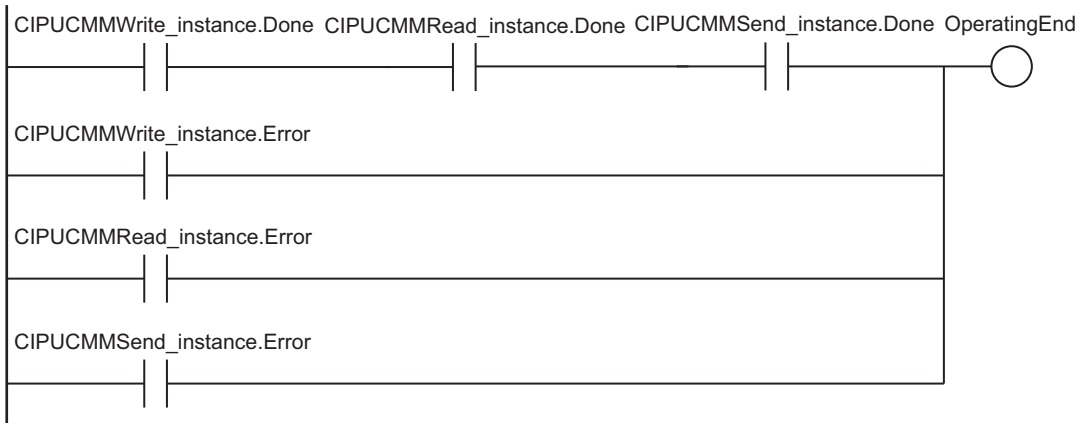 CIPUCMMWrite_instance.Done CIPUCMMRead_instance.Done CIPUCMMSend_instance.Done OperatingEnd
CIPUCMMWrite_instance.Error
CIPUCMMRead_instance.Error
CIPUCMMSend_instance.Error